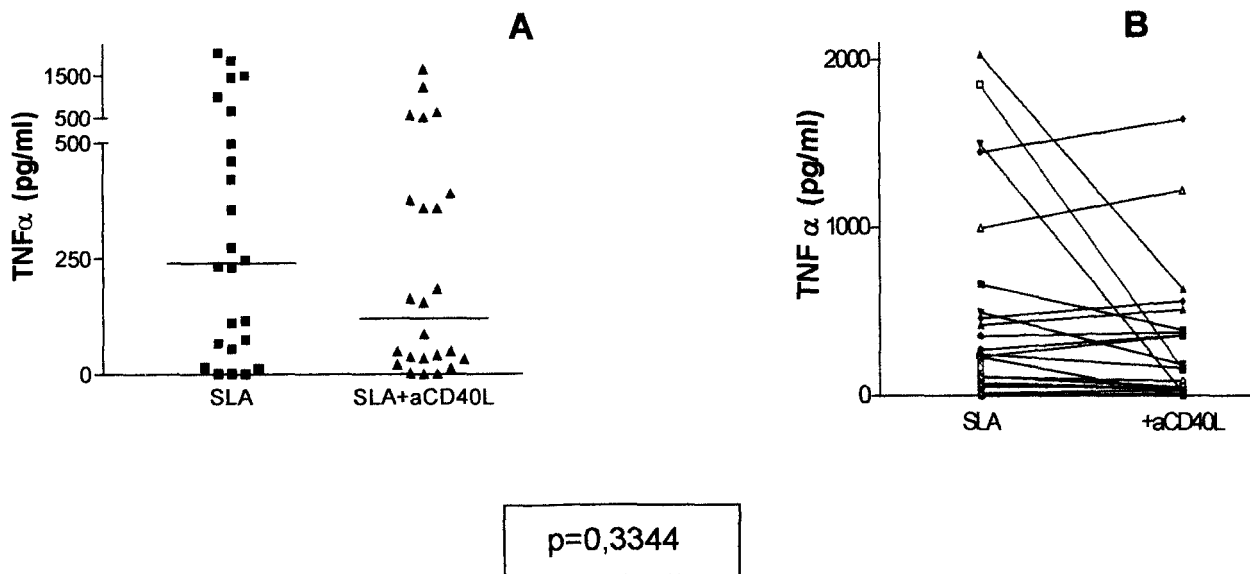 A
TNFα (pg/ml)
1500
500
500
250
0
SLA
SLA+aCD40L
B
TNF α (pg/ml)
2000
1000
0
SLA
+aCD40L
p=0,3344